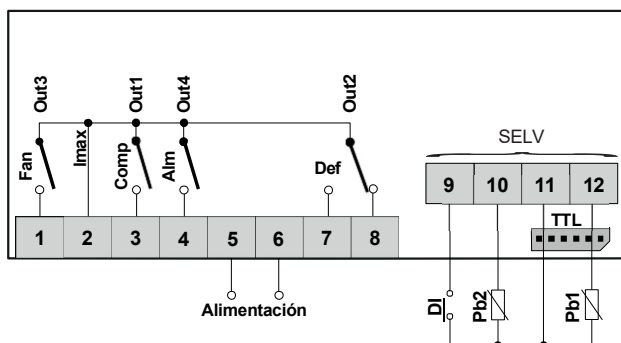 Out3
Imax
Out1
Out4
Out2
Fan
Comp
Alm
Def
SELV
1 2 3 4 5 6 7 8
9 10 11 12
TTL
Alimentación
DI
Pb2
Pb1